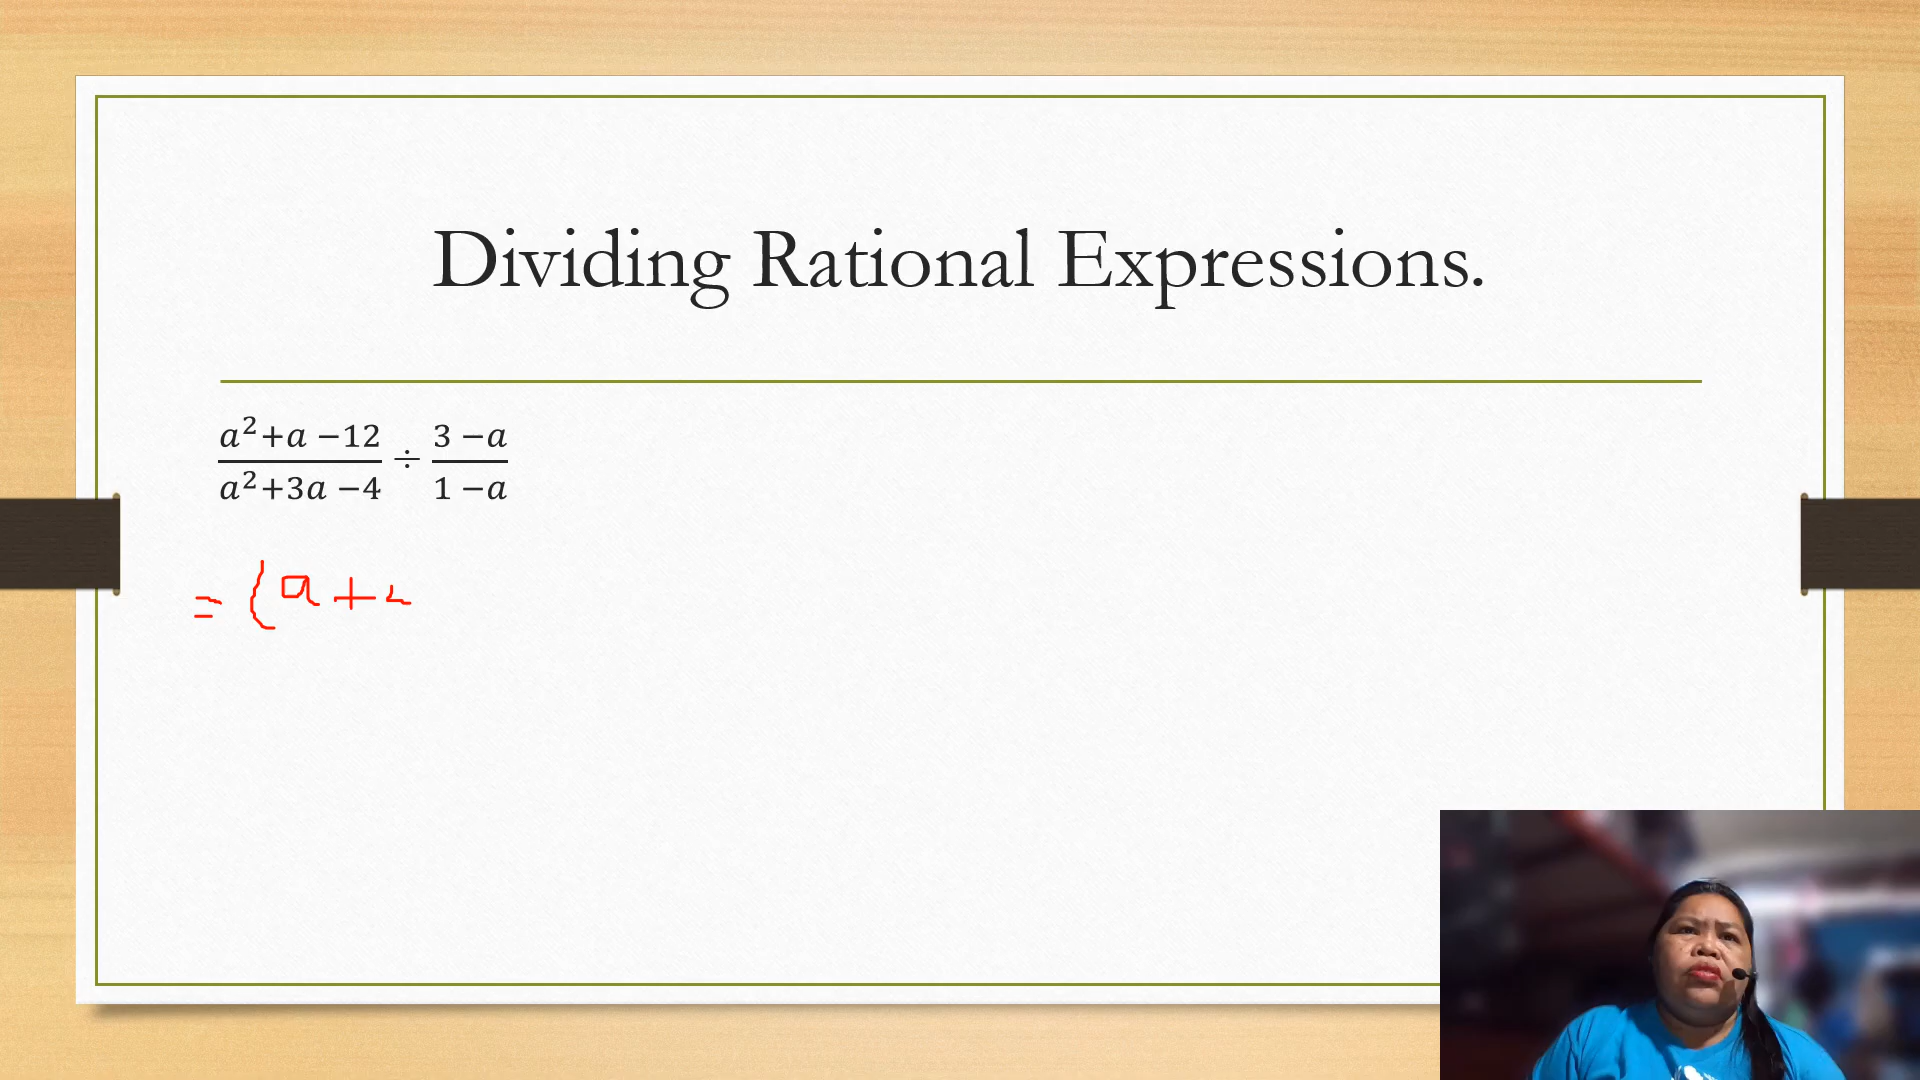 Dividing Rational Expressions.
a²+a −12 / a²+3a −4 ÷ 3 −a / 1 −a
= (a +